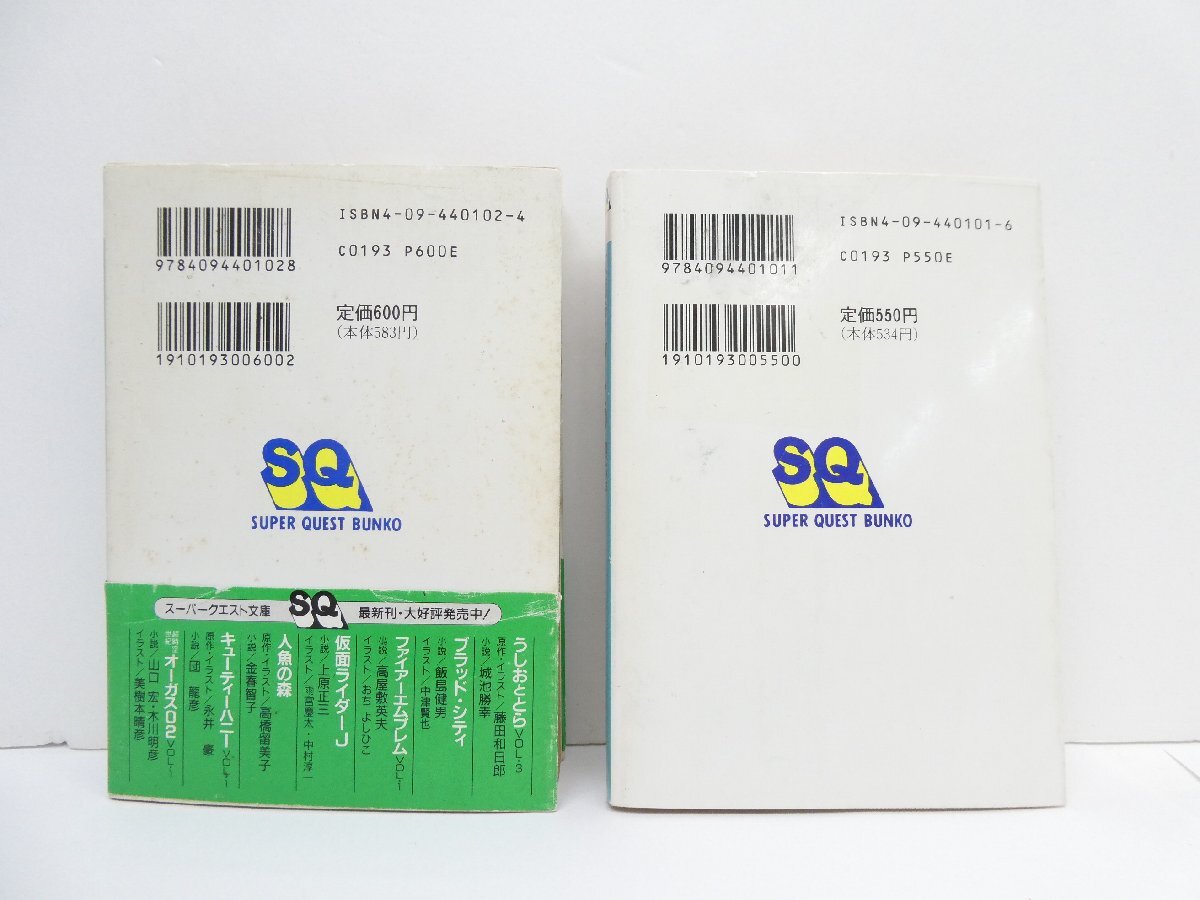 ISBN4-09-440102-4
C0193 P600E
9784094401028
定価600円
(本体583円)
1910193006002
SQ
SUPER QUEST BUNKO
スーパークエスト文庫
SQ
最新刊・大好評発売中!
うしおととら VOL・3
原作・イラスト/藤田和日郎
小説/城池勝幸
ブラッド・シティ
小説/飯島健男
イラスト/中津賢也
ファイアーエムブレム VOL・1
小説/高屋敷英夫
イラスト/おち よしひこ
仮面ライダーJ
小説/上原正三
イラスト/雨宮慶太・中村淳一
人魚の森
原作・イラスト/高橋留美子
小説/金春智子
キューティーハニー VOL・1
原作・イラスト/永井 豪
小説/団 龍彦
超時空世紀オーガス02 VOL・1
小説/山口 宏・木川明彦
イラスト/美樹本晴彦
ISBN4-09-440101-6
C0193 P550E
9784094401011
定価550円
(本体534円)
1910193005500
SQ
SUPER QUEST BUNKO